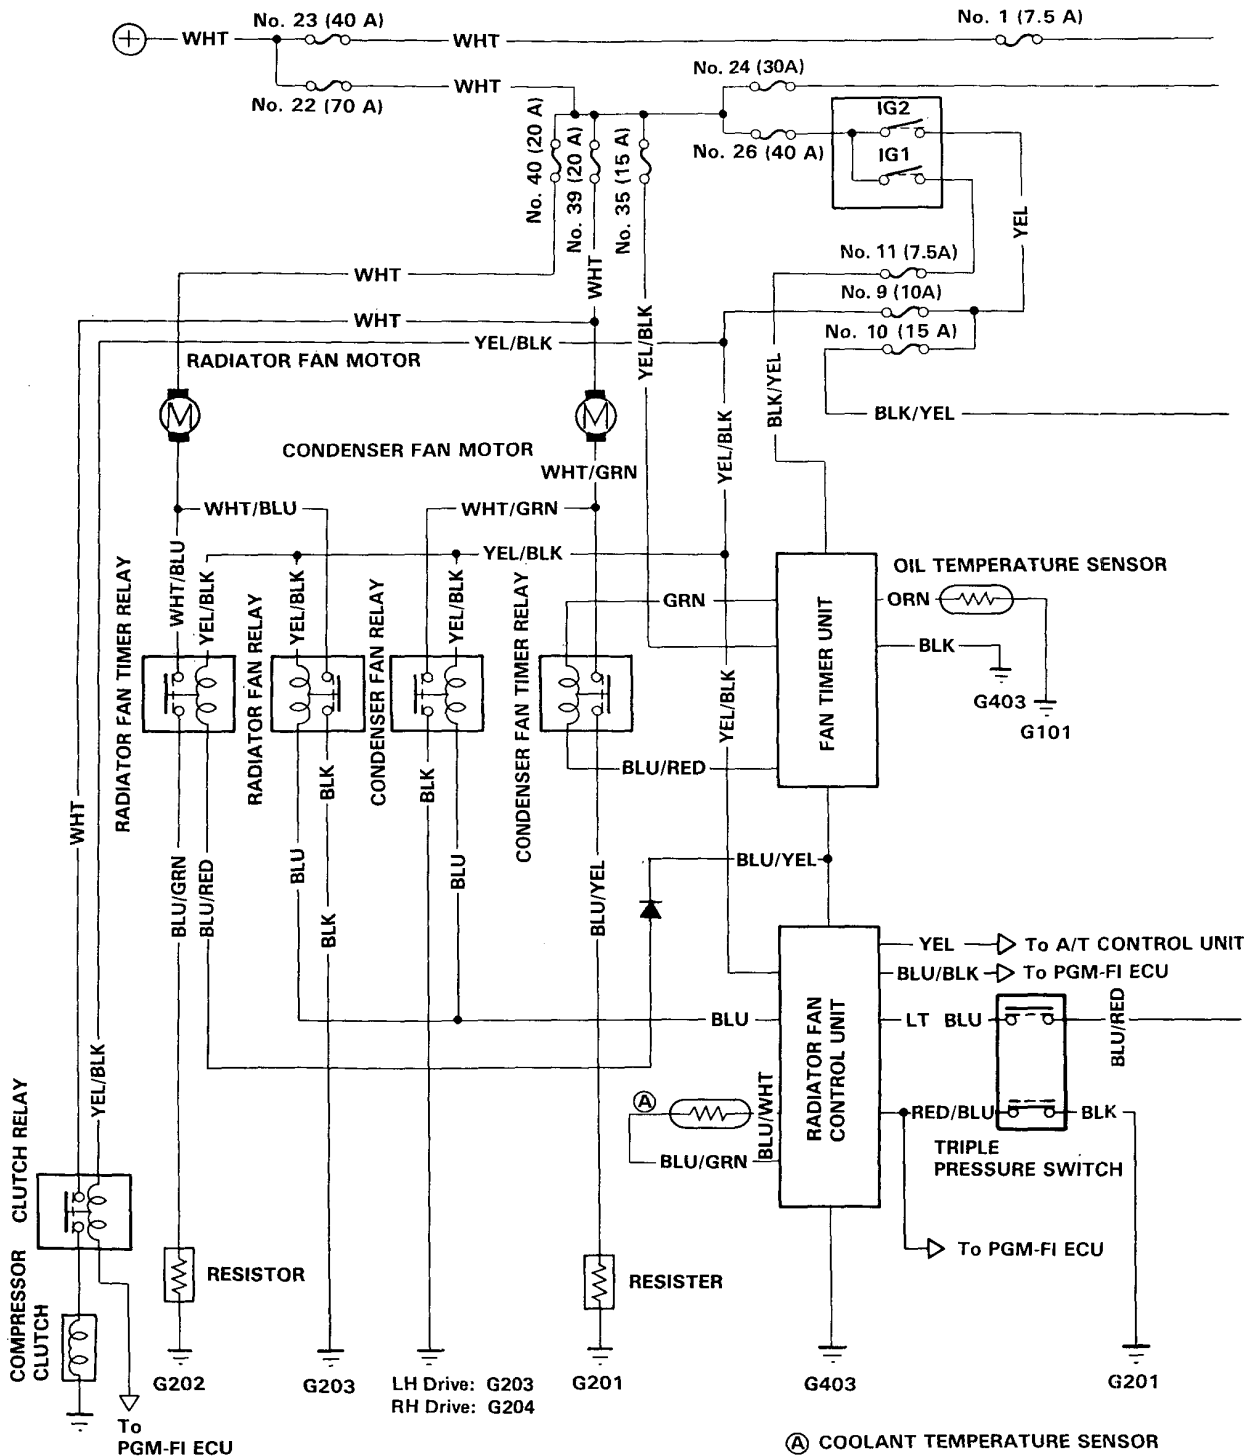 No. 23 (40 A)
No. 1 (7.5 A)
+
WHT
WHT
No. 22 (70 A)
WHT
No. 24 (30A)
No. 40 (20 A)
No. 39 (20 A)
No. 35 (15 A)
No. 26 (40 A)
IG2
IG1
YEL
No. 11 (7.5A)
No. 9 (10A)
No. 10 (15 A)
WHT
WHT
WHT
YEL/BLK
YEL/BLK
RADIATOR FAN MOTOR
M
M
BLK/YEL
BLK/YEL
CONDENSER FAN MOTOR
WHT/GRN
YEL/BLK
WHT/BLU
WHT/GRN
YEL/BLK
WHT/BLU
YEL/BLK
YEL/BLK
YEL/BLK
RADIATOR FAN TIMER RELAY
RADIATOR FAN RELAY
CONDENSER FAN RELAY
CONDENSER FAN TIMER RELAY
GRN
FAN TIMER UNIT
OIL TEMPERATURE SENSOR
ORN
BLK
G403
G101
YEL/BLK
BLU/RED
WHT
BLK
BLK
BLU/GRN
BLU/RED
BLU
BLK
BLU
BLU/YEL
BLU/YEL
RADIATOR FAN
CONTROL UNIT
YEL
To A/T CONTROL UNIT
BLU/BLK
To PGM-FI ECU
BLU
LT BLU
BLU/RED
YEL/BLK
A
BLU/WHT
BLU/GRN
RED/BLU
BLK
TRIPLE
PRESSURE SWITCH
CLUTCH RELAY
To PGM-FI ECU
COMPRESSOR
CLUTCH
RESISTOR
RESISTER
G202
G203
LH Drive: G203
RH Drive: G204
G201
G403
G201
To
PGM-FI ECU
A COOLANT TEMPERATURE SENSOR